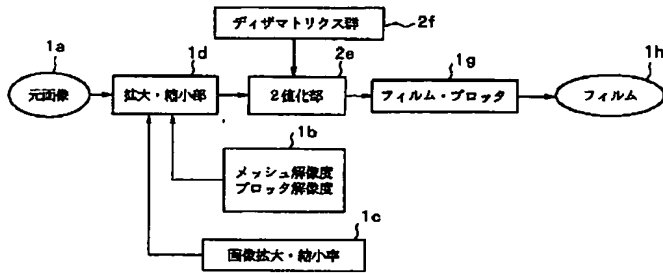 ディザマトリクス群
2f
1a
1d
2e
1g
1h
元画像
拡大・縮小部
2値化部
フィルム・プロッタ
フィルム
1b
メッシュ解像度
プロッタ解像度
1c
画像拡大・縮小率